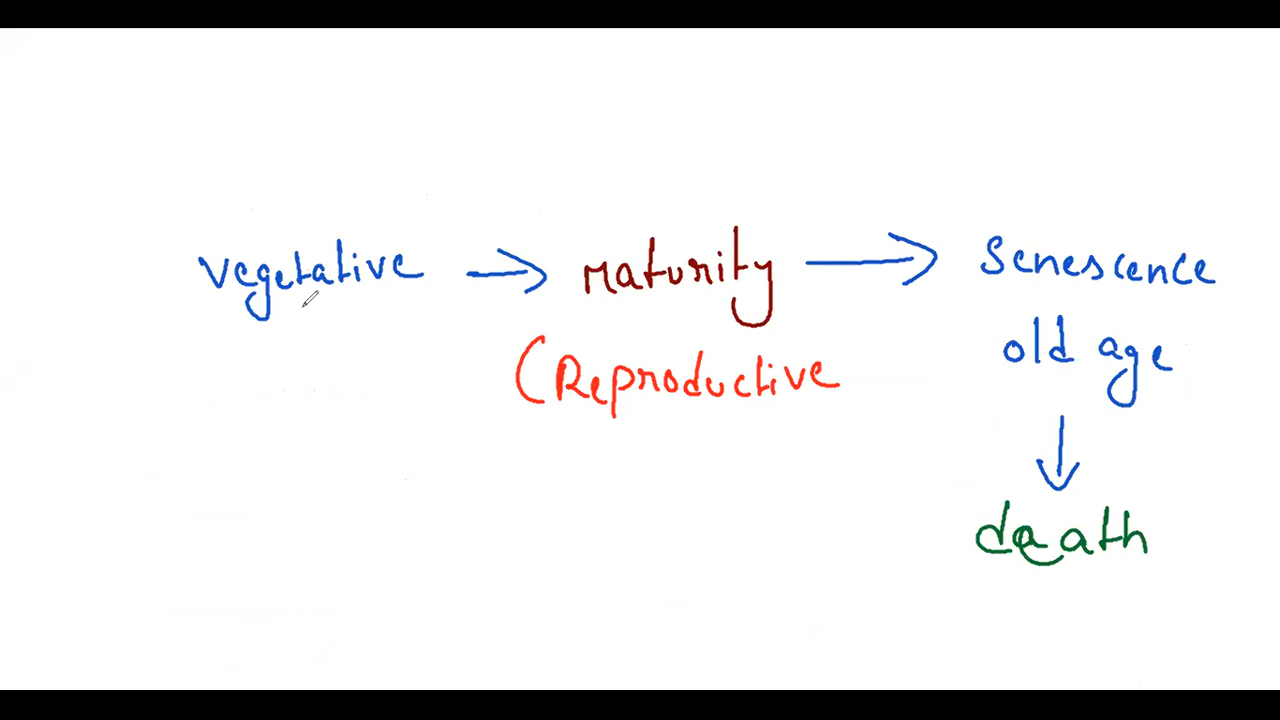 vegetative → maturity → Senescence
(Reproductive
old age
↓
death